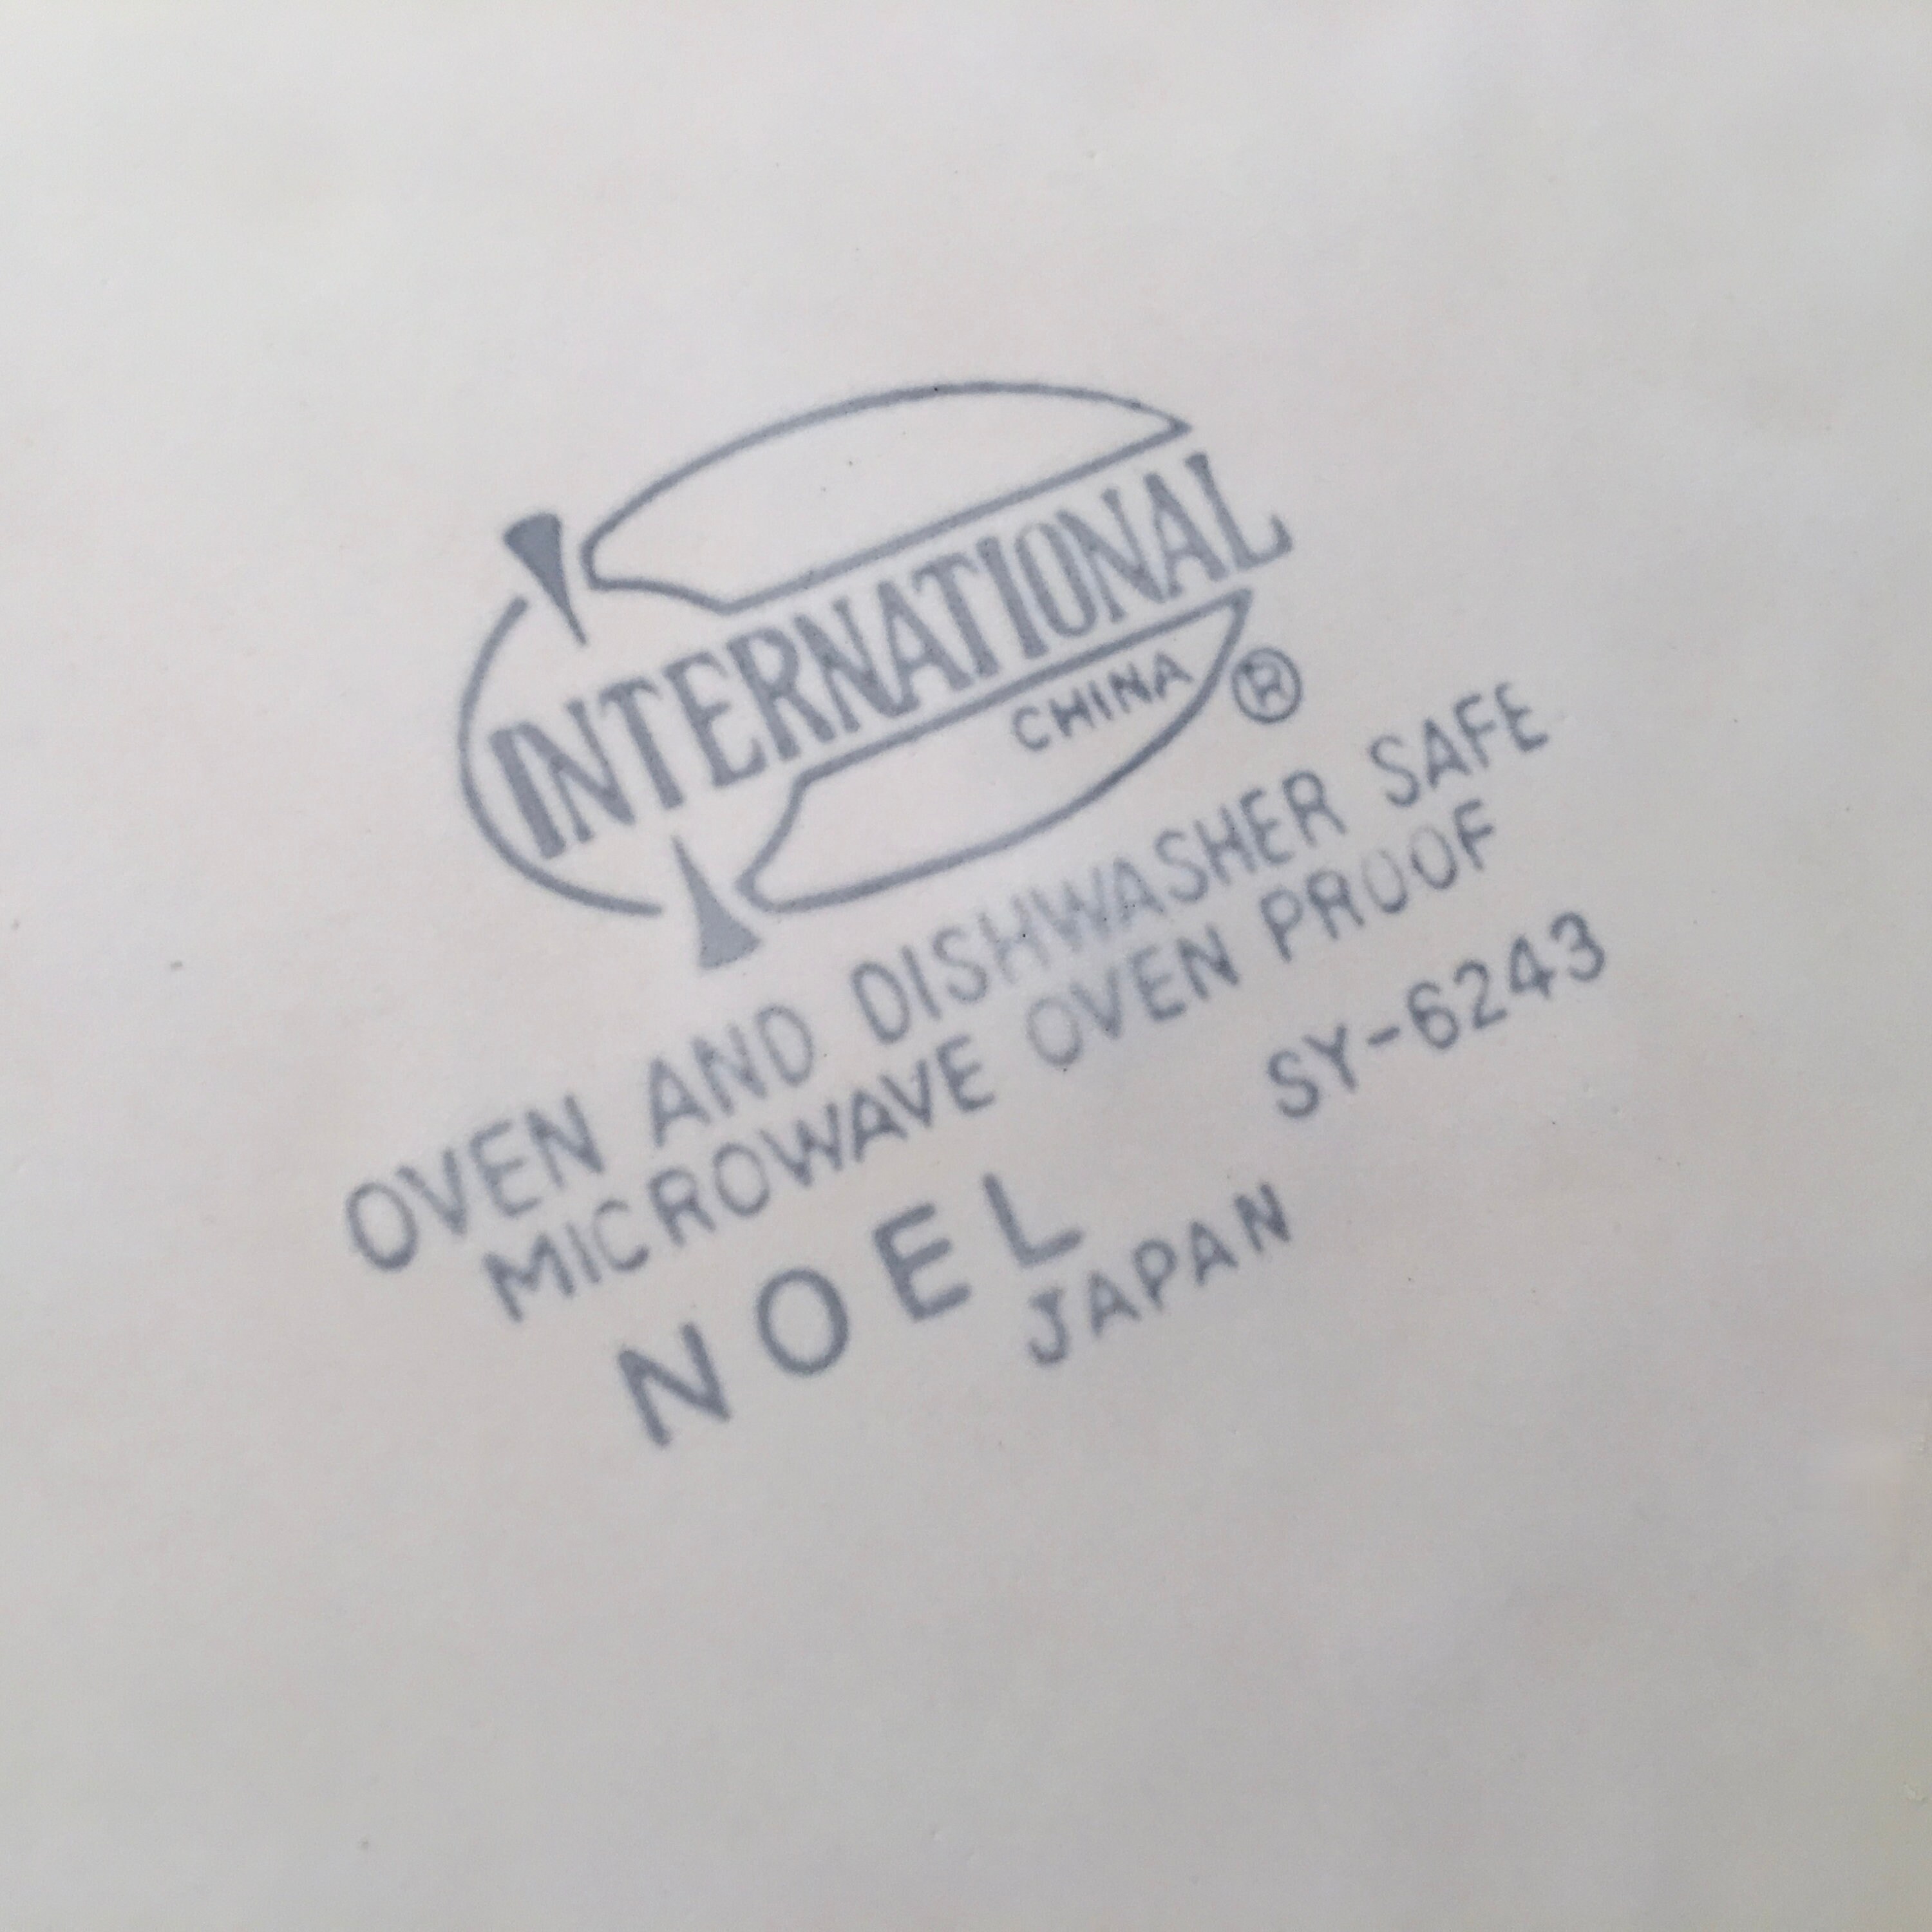 INTERNATIONAL
CHINA ®
OVEN AND DISHWASHER SAFE
MICROWAVE OVEN PROOF
NOEL SY-6243
JAPAN